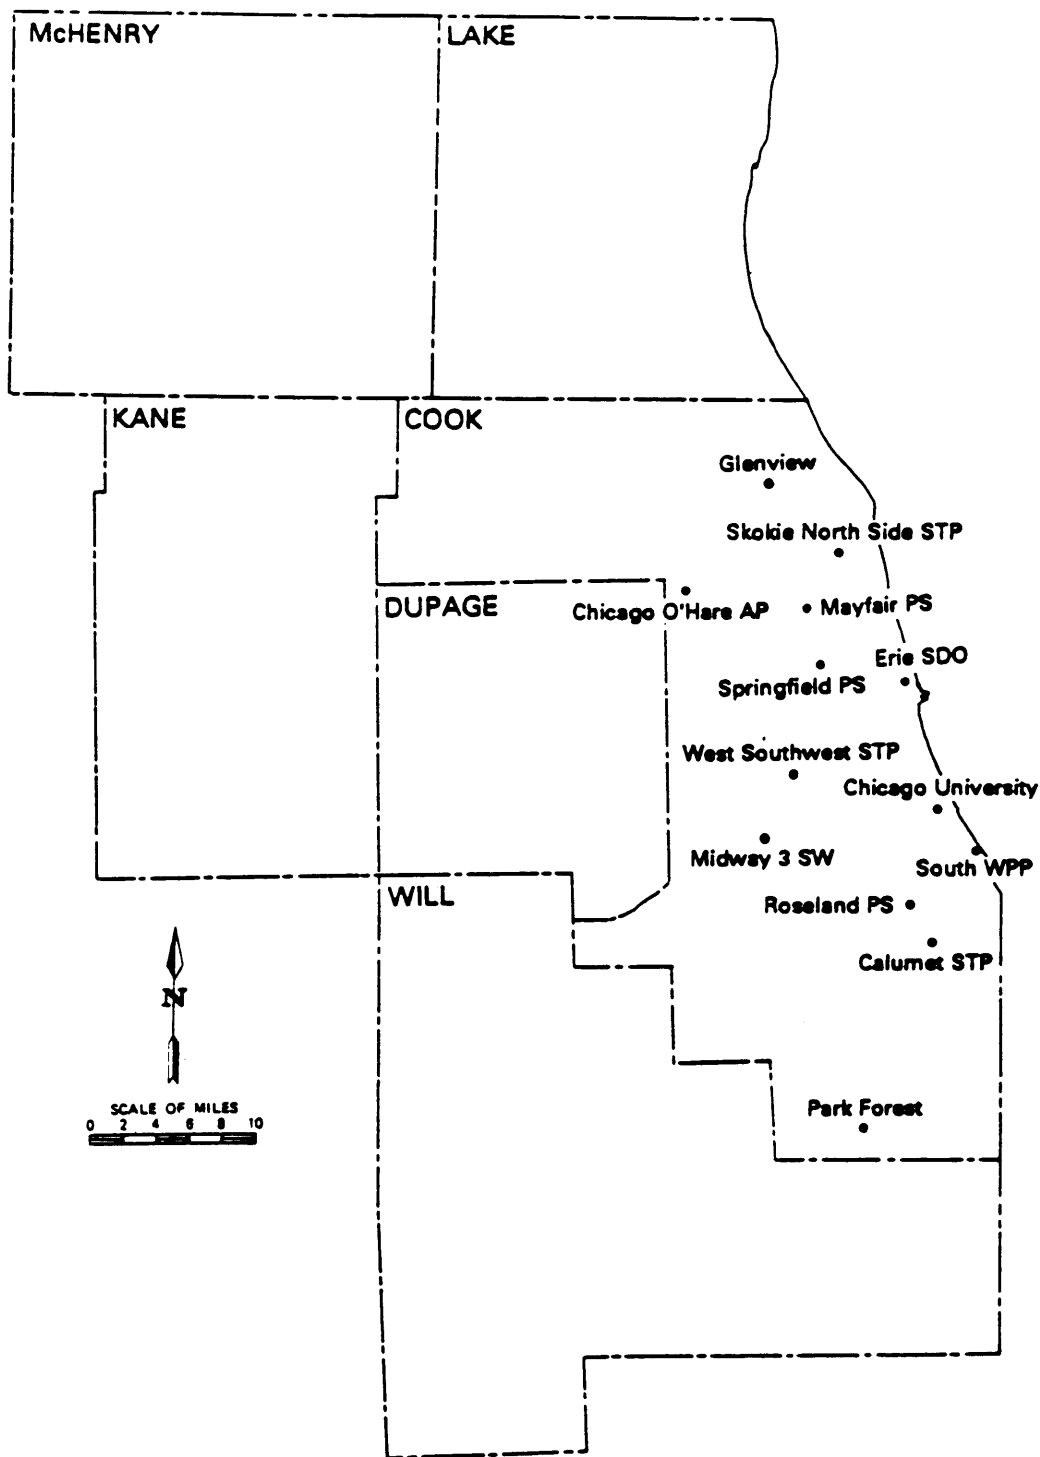 McHENRY
LAKE
KANE
COOK
Glenview
Skokie North Side STP
DUPAGE
Chicago O'Hare AP
Mayfair PS
Erie SDO
Springfield PS
West Southwest STP
Chicago University
Midway 3 SW
South WPP
WILL
Roseland PS
Calumet STP
N
SCALE OF MILES
0 2 4 6 8 10
Park Forest